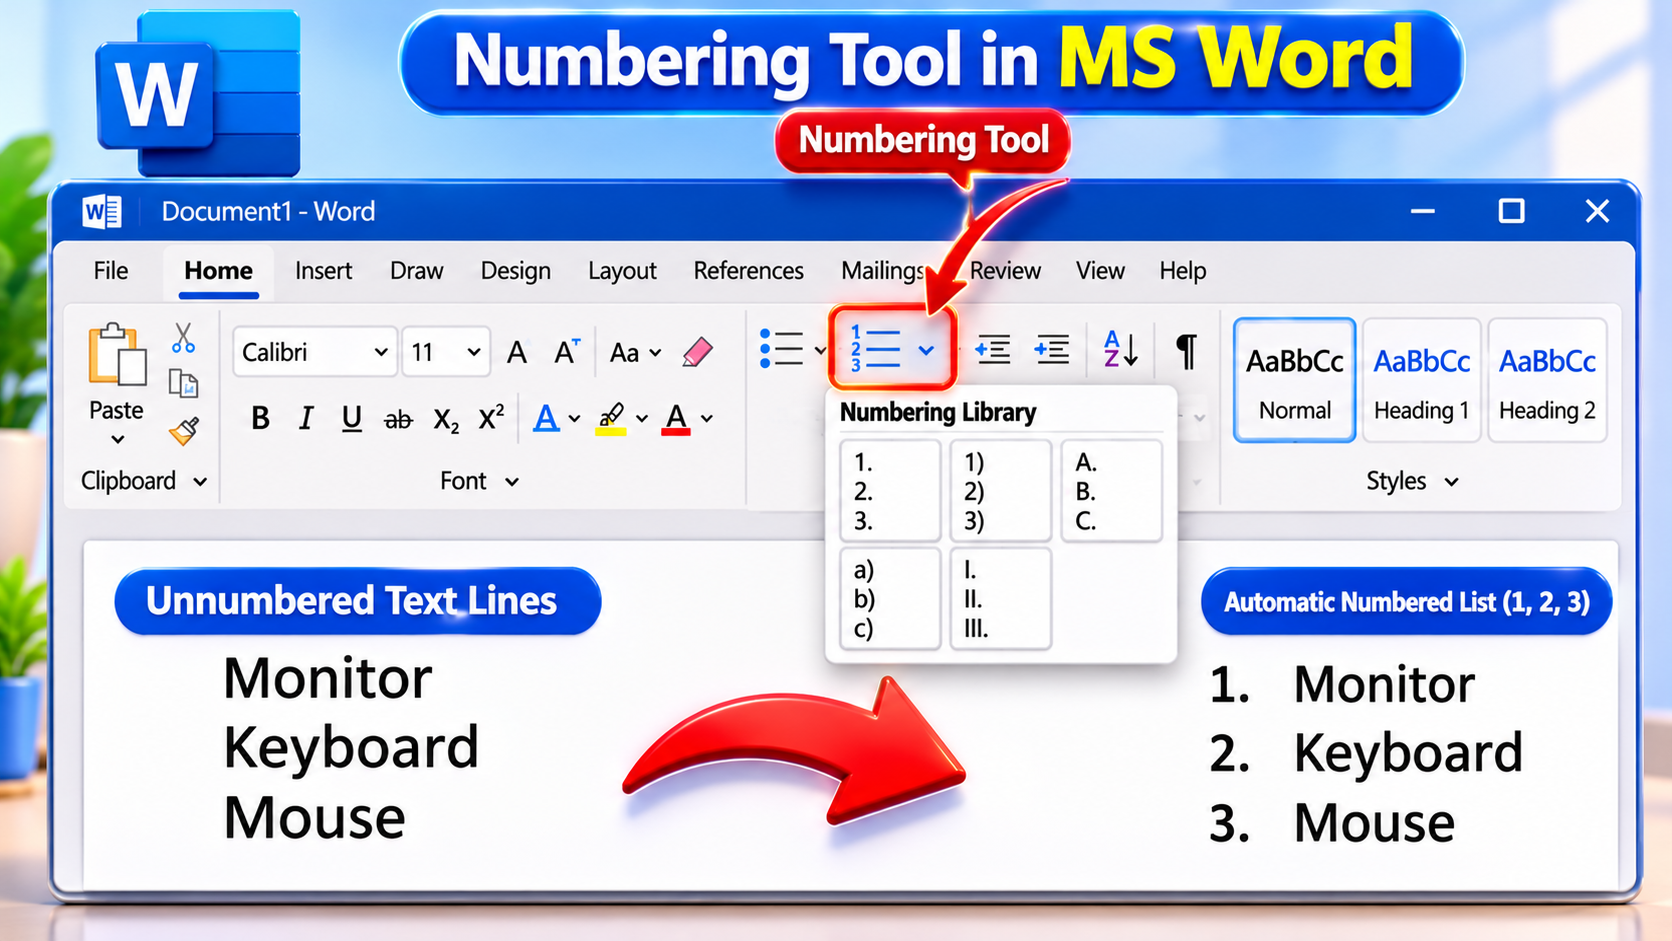 W
Numbering Tool in MS Word
Numbering Tool
W
Document1 - Word
File Home Insert Draw Design Layout References Mailings Review View Help
Paste
Clipboard
Calibri 11 A A Aa
B I U ab X2 X2 A A
Font
1
2
3
A
Z
¶
AaBbCc
Normal
AaBbCc
Heading 1
AaBbCc
Heading 2
Styles
Numbering Library
1.
2.
3.
1)
2)
3)
A.
B.
C.
a)
b)
c)
I.
II.
III.
Unnumbered Text Lines
Monitor
Keyboard
Mouse
Automatic Numbered List (1, 2, 3)
1. Monitor
2. Keyboard
3. Mouse